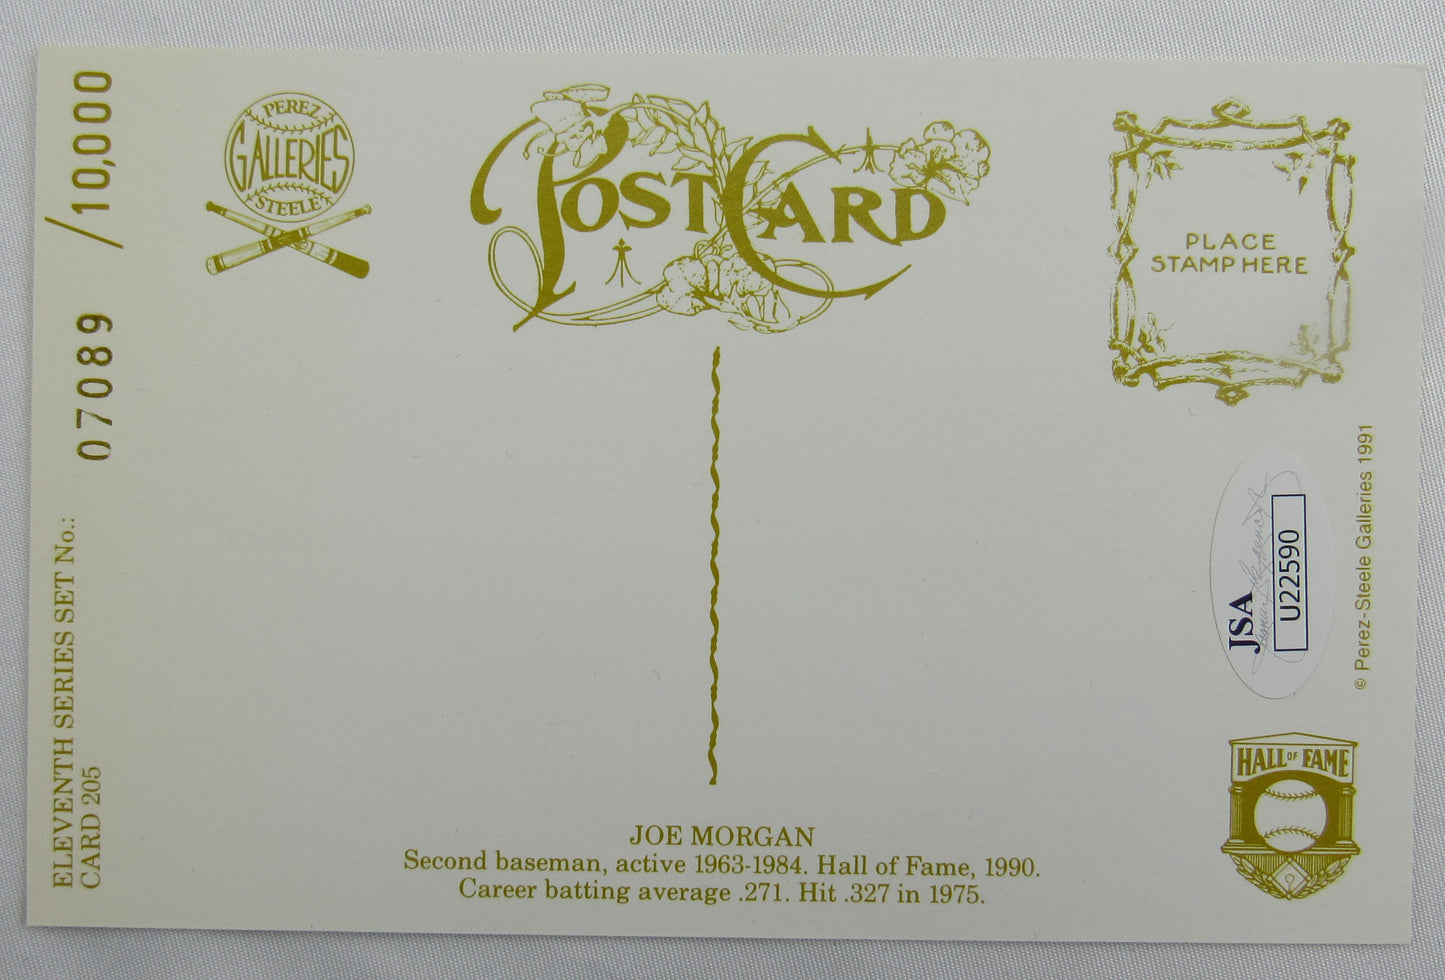 PEREZ
GALLERIES
STEELE
POSTCARD
PLACE
STAMP HERE
ELEVENTH SERIES SET No.: 07089 /10,000
CARD 205
JSA
U22590
© Perez-Steele Galleries 1991
HALL OF FAME
JOE MORGAN
Second baseman, active 1963-1984. Hall of Fame, 1990.
Career batting average .271. Hit .327 in 1975.